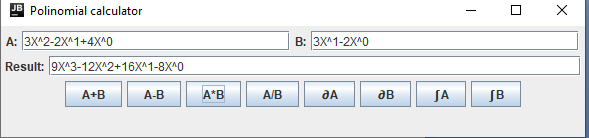 JB Polinomial calculator
A: 3X^2-2X^1+4X^0 B: 3X^1-2X^0
Result: 9X^3-12X^2+16X^1-8X^0
A+B A-B A*B A/B ∂A ∂B ∫A ∫B